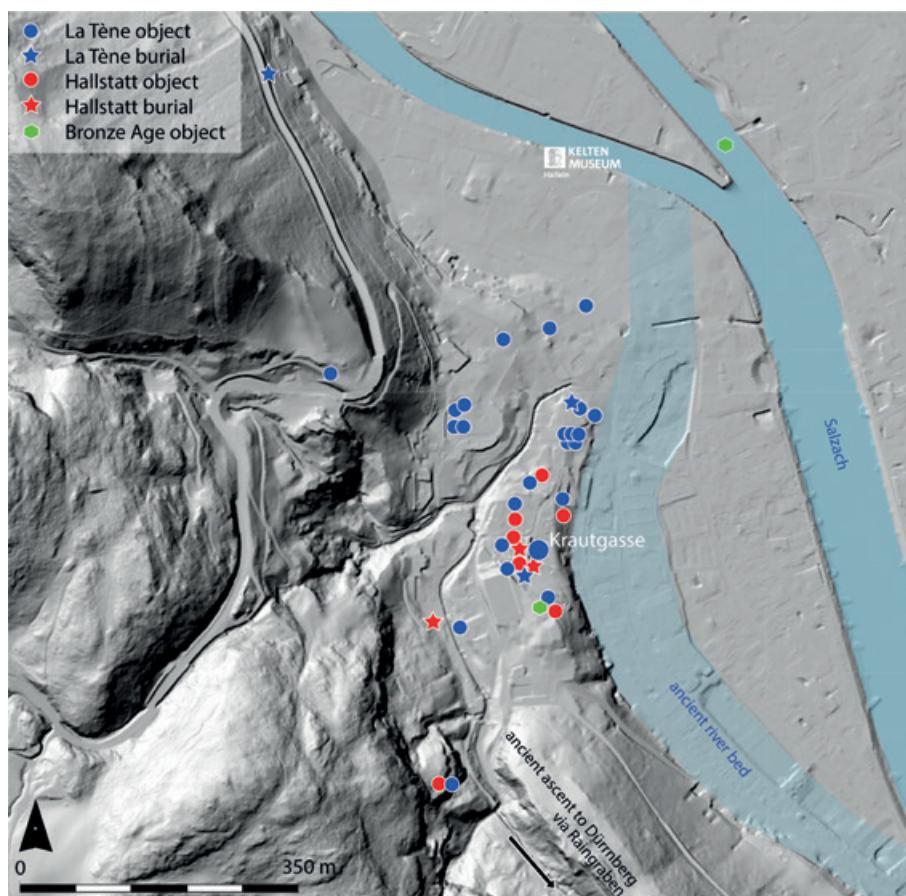 La Tène object
La Tène burial
Hallstatt object
Hallstatt burial
Bronze Age object
KELTEN
MUSEUM
Hallein
Salzach
Krautgasse
ancient river bed
ancient ascent to Dürrnberg
via Raingraben
0
350 m